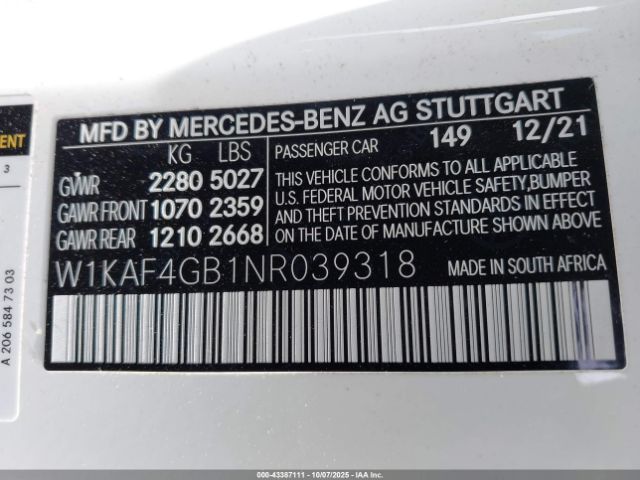 MFD BY MERCEDES-BENZ AG STUTTGART
KG LBS
GVWR 2280 5027
GAWR FRONT 1070 2359
GAWR REAR 1210 2668
PASSENGER CAR 149 12/21
THIS VEHICLE CONFORMS TO ALL APPLICABLE
U.S. FEDERAL MOTOR VEHICLE SAFETY,BUMPER
AND THEFT PREVENTION STANDARDS IN EFFECT
ON THE DATE OF MANUFACTURE SHOWN ABOVE.
W1KAF4GB1NR039318
MADE IN SOUTH AFRICA
3
A 206 584 73 03
000-43387111 - 10/07/2025 - COPYRIGHT IAA, LLC.